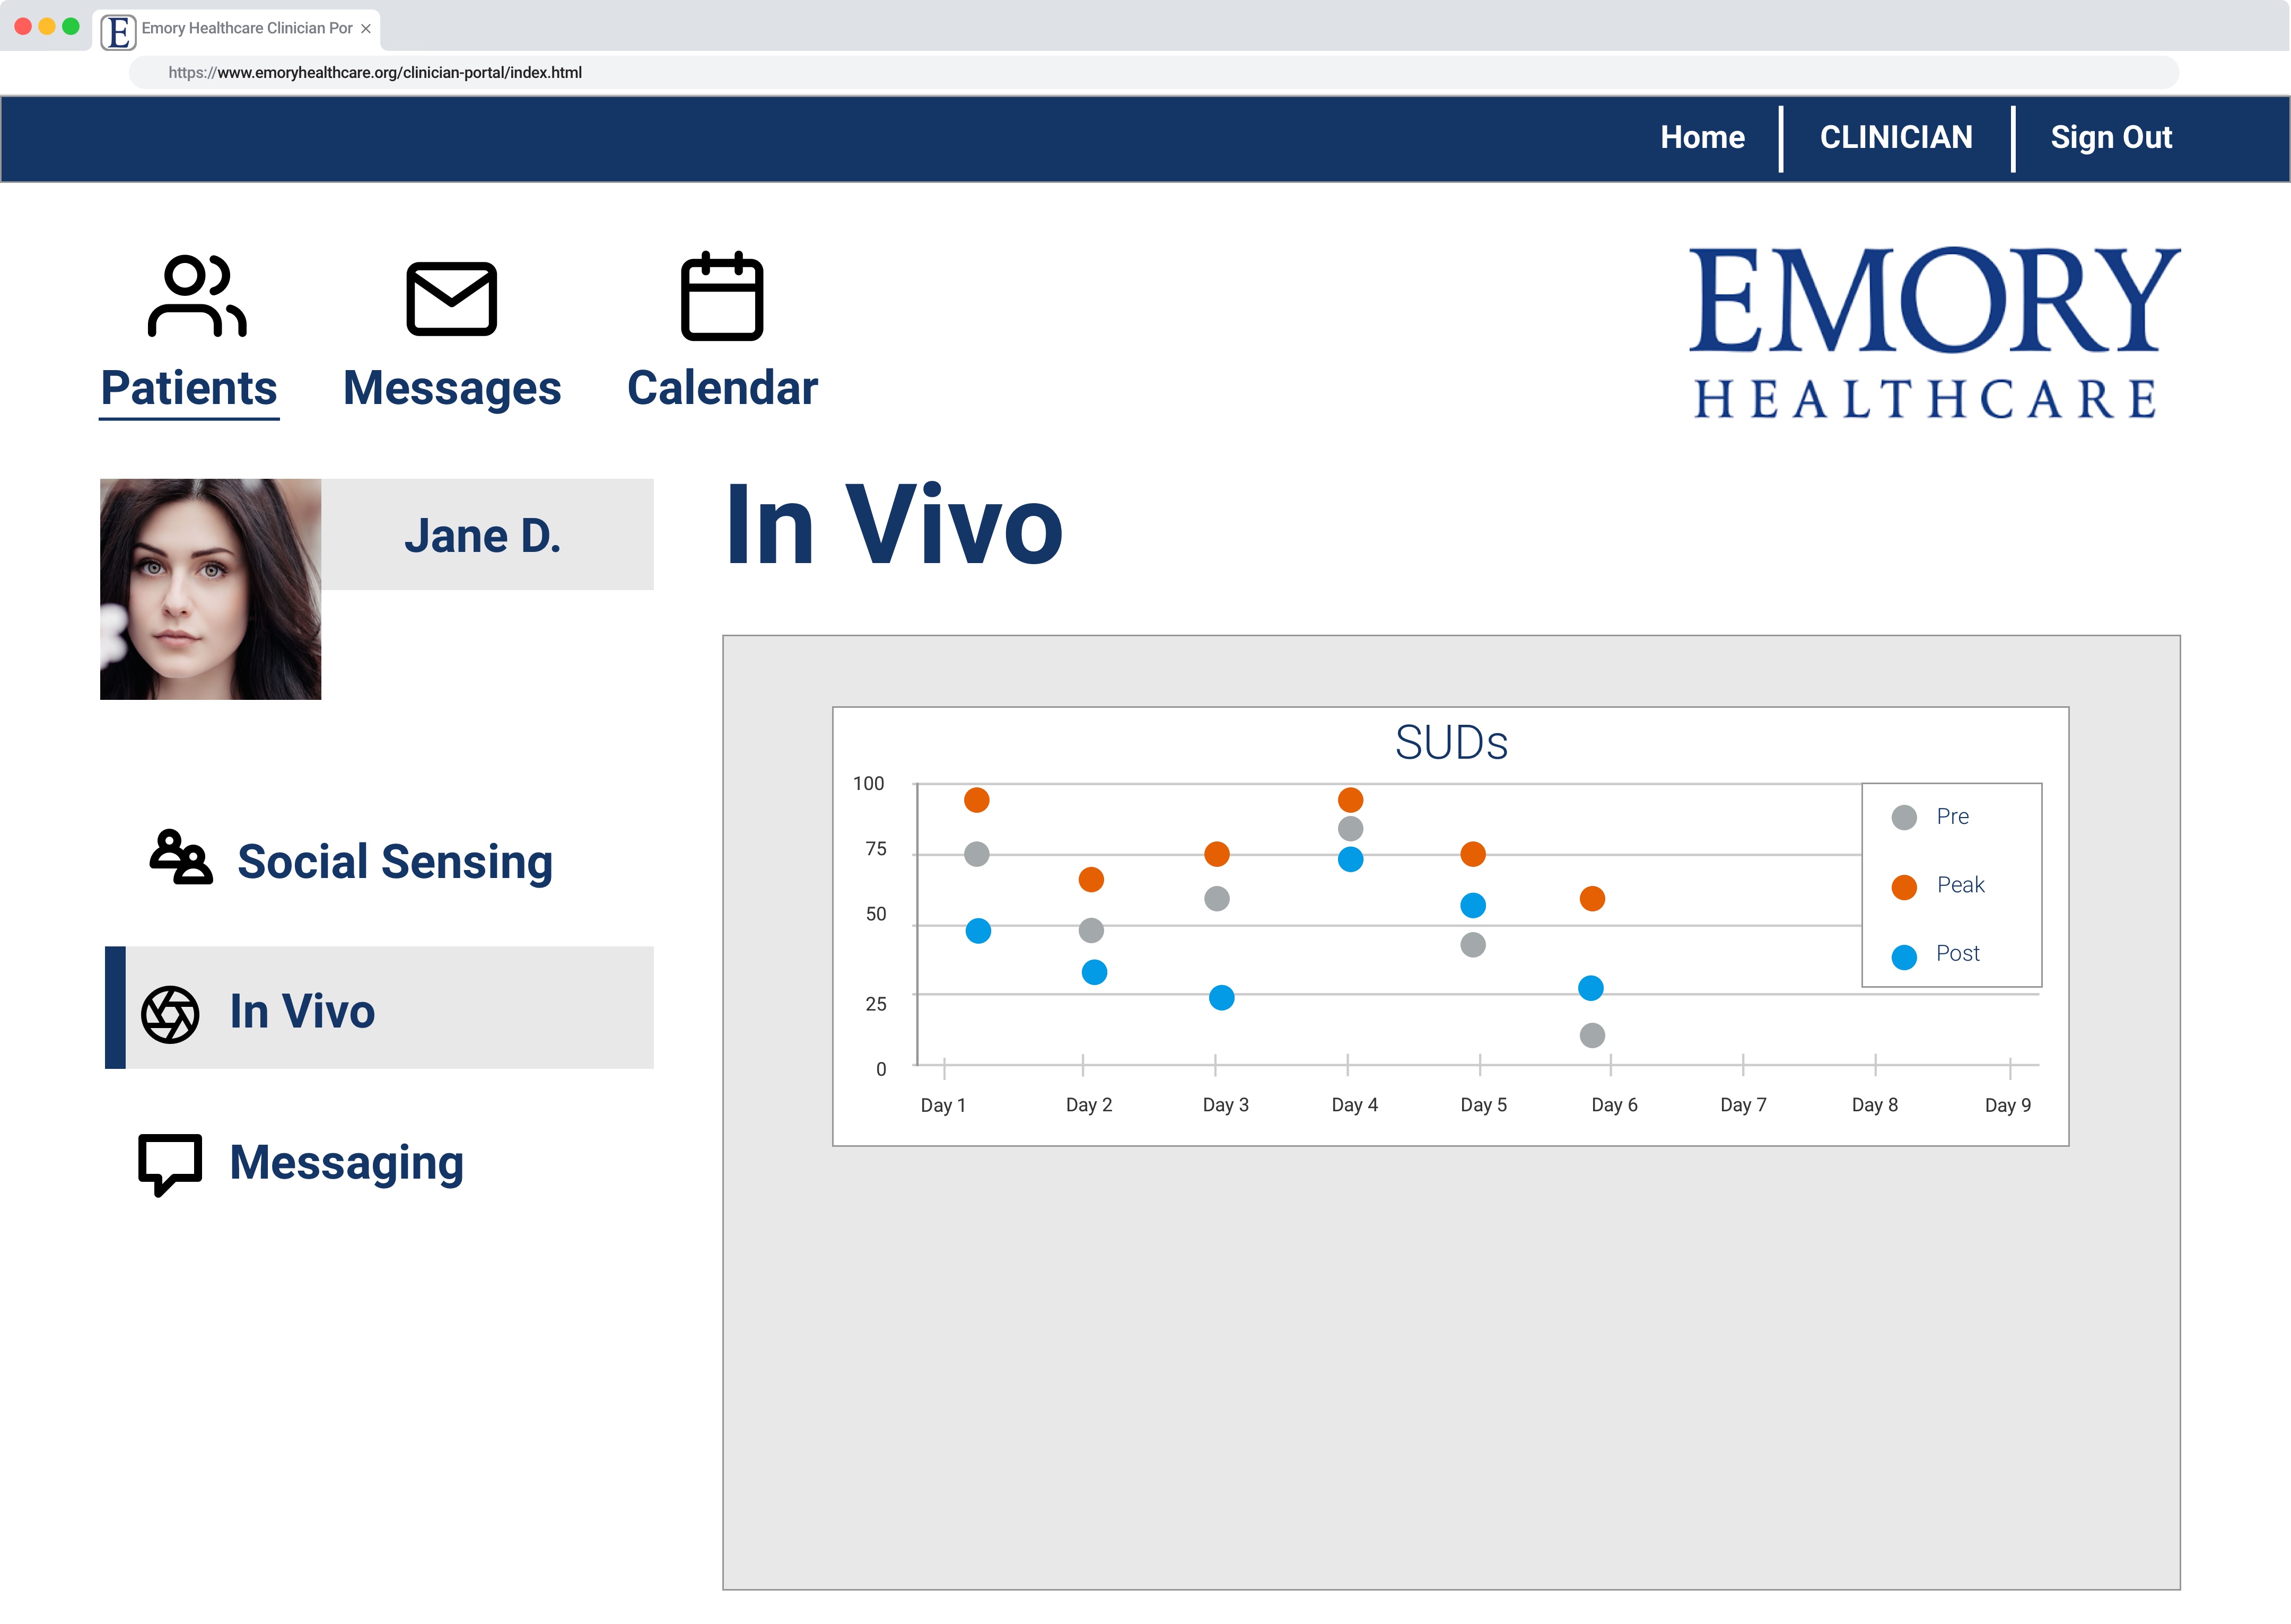 E Emory Healthcare Clinician Por
https://www.emoryhealthcare.org/clinician-portal/index.html
Home CLINICIAN Sign Out
EMORY
HEALTHCARE
Patients Messages Calendar
Jane D.
In Vivo
Social Sensing
In Vivo
Messaging
SUDs
100
75
50
25
0
Pre
Peak
Post
Day 1 Day 2 Day 3 Day 4 Day 5 Day 6 Day 7 Day 8 Day 9